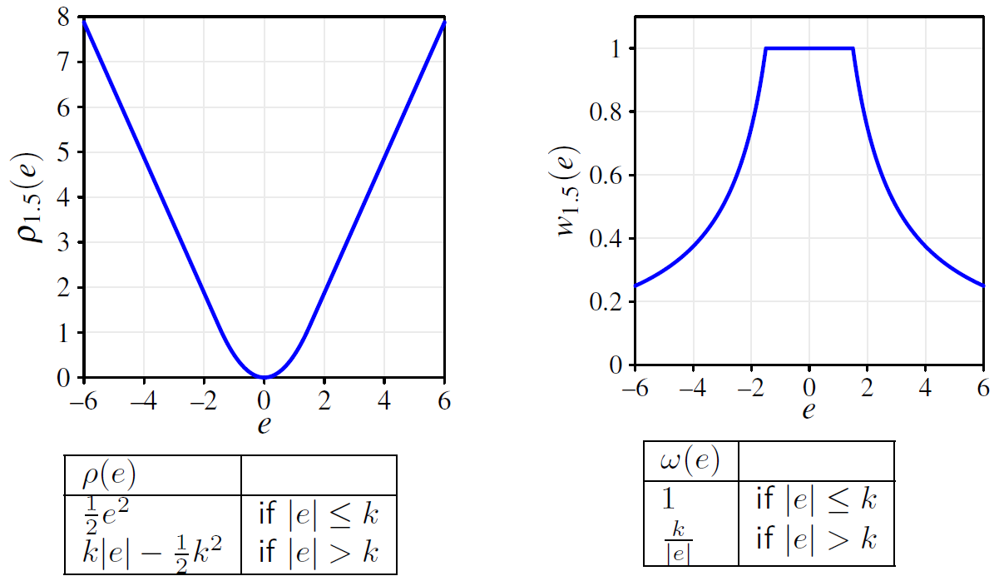 8
7
6
5
4
3
2
1
0
ρ1.5(e)
−6 −4 −2 0 2 4 6
e
1
0.8
0.6
0.4
0.2
0
w1.5(e)
−6 −4 −2 0 2 4 6
e
ρ(e)
½e² if |e| ≤ k
k|e| − ½k² if |e| > k
ω(e)
1 if |e| ≤ k
k/|e| if |e| > k